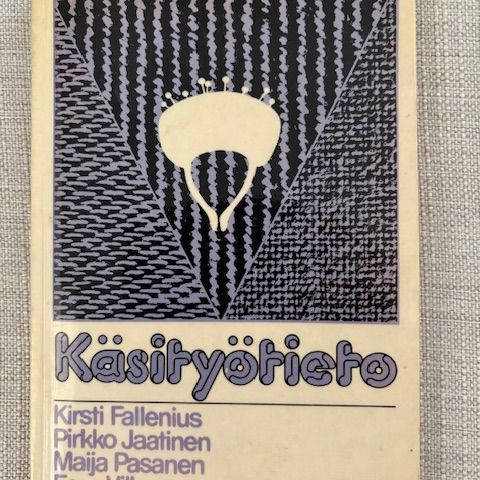 Käsityötieto
Kirsti Fallenius
Pirkko Jaatinen
Maija Pasanen